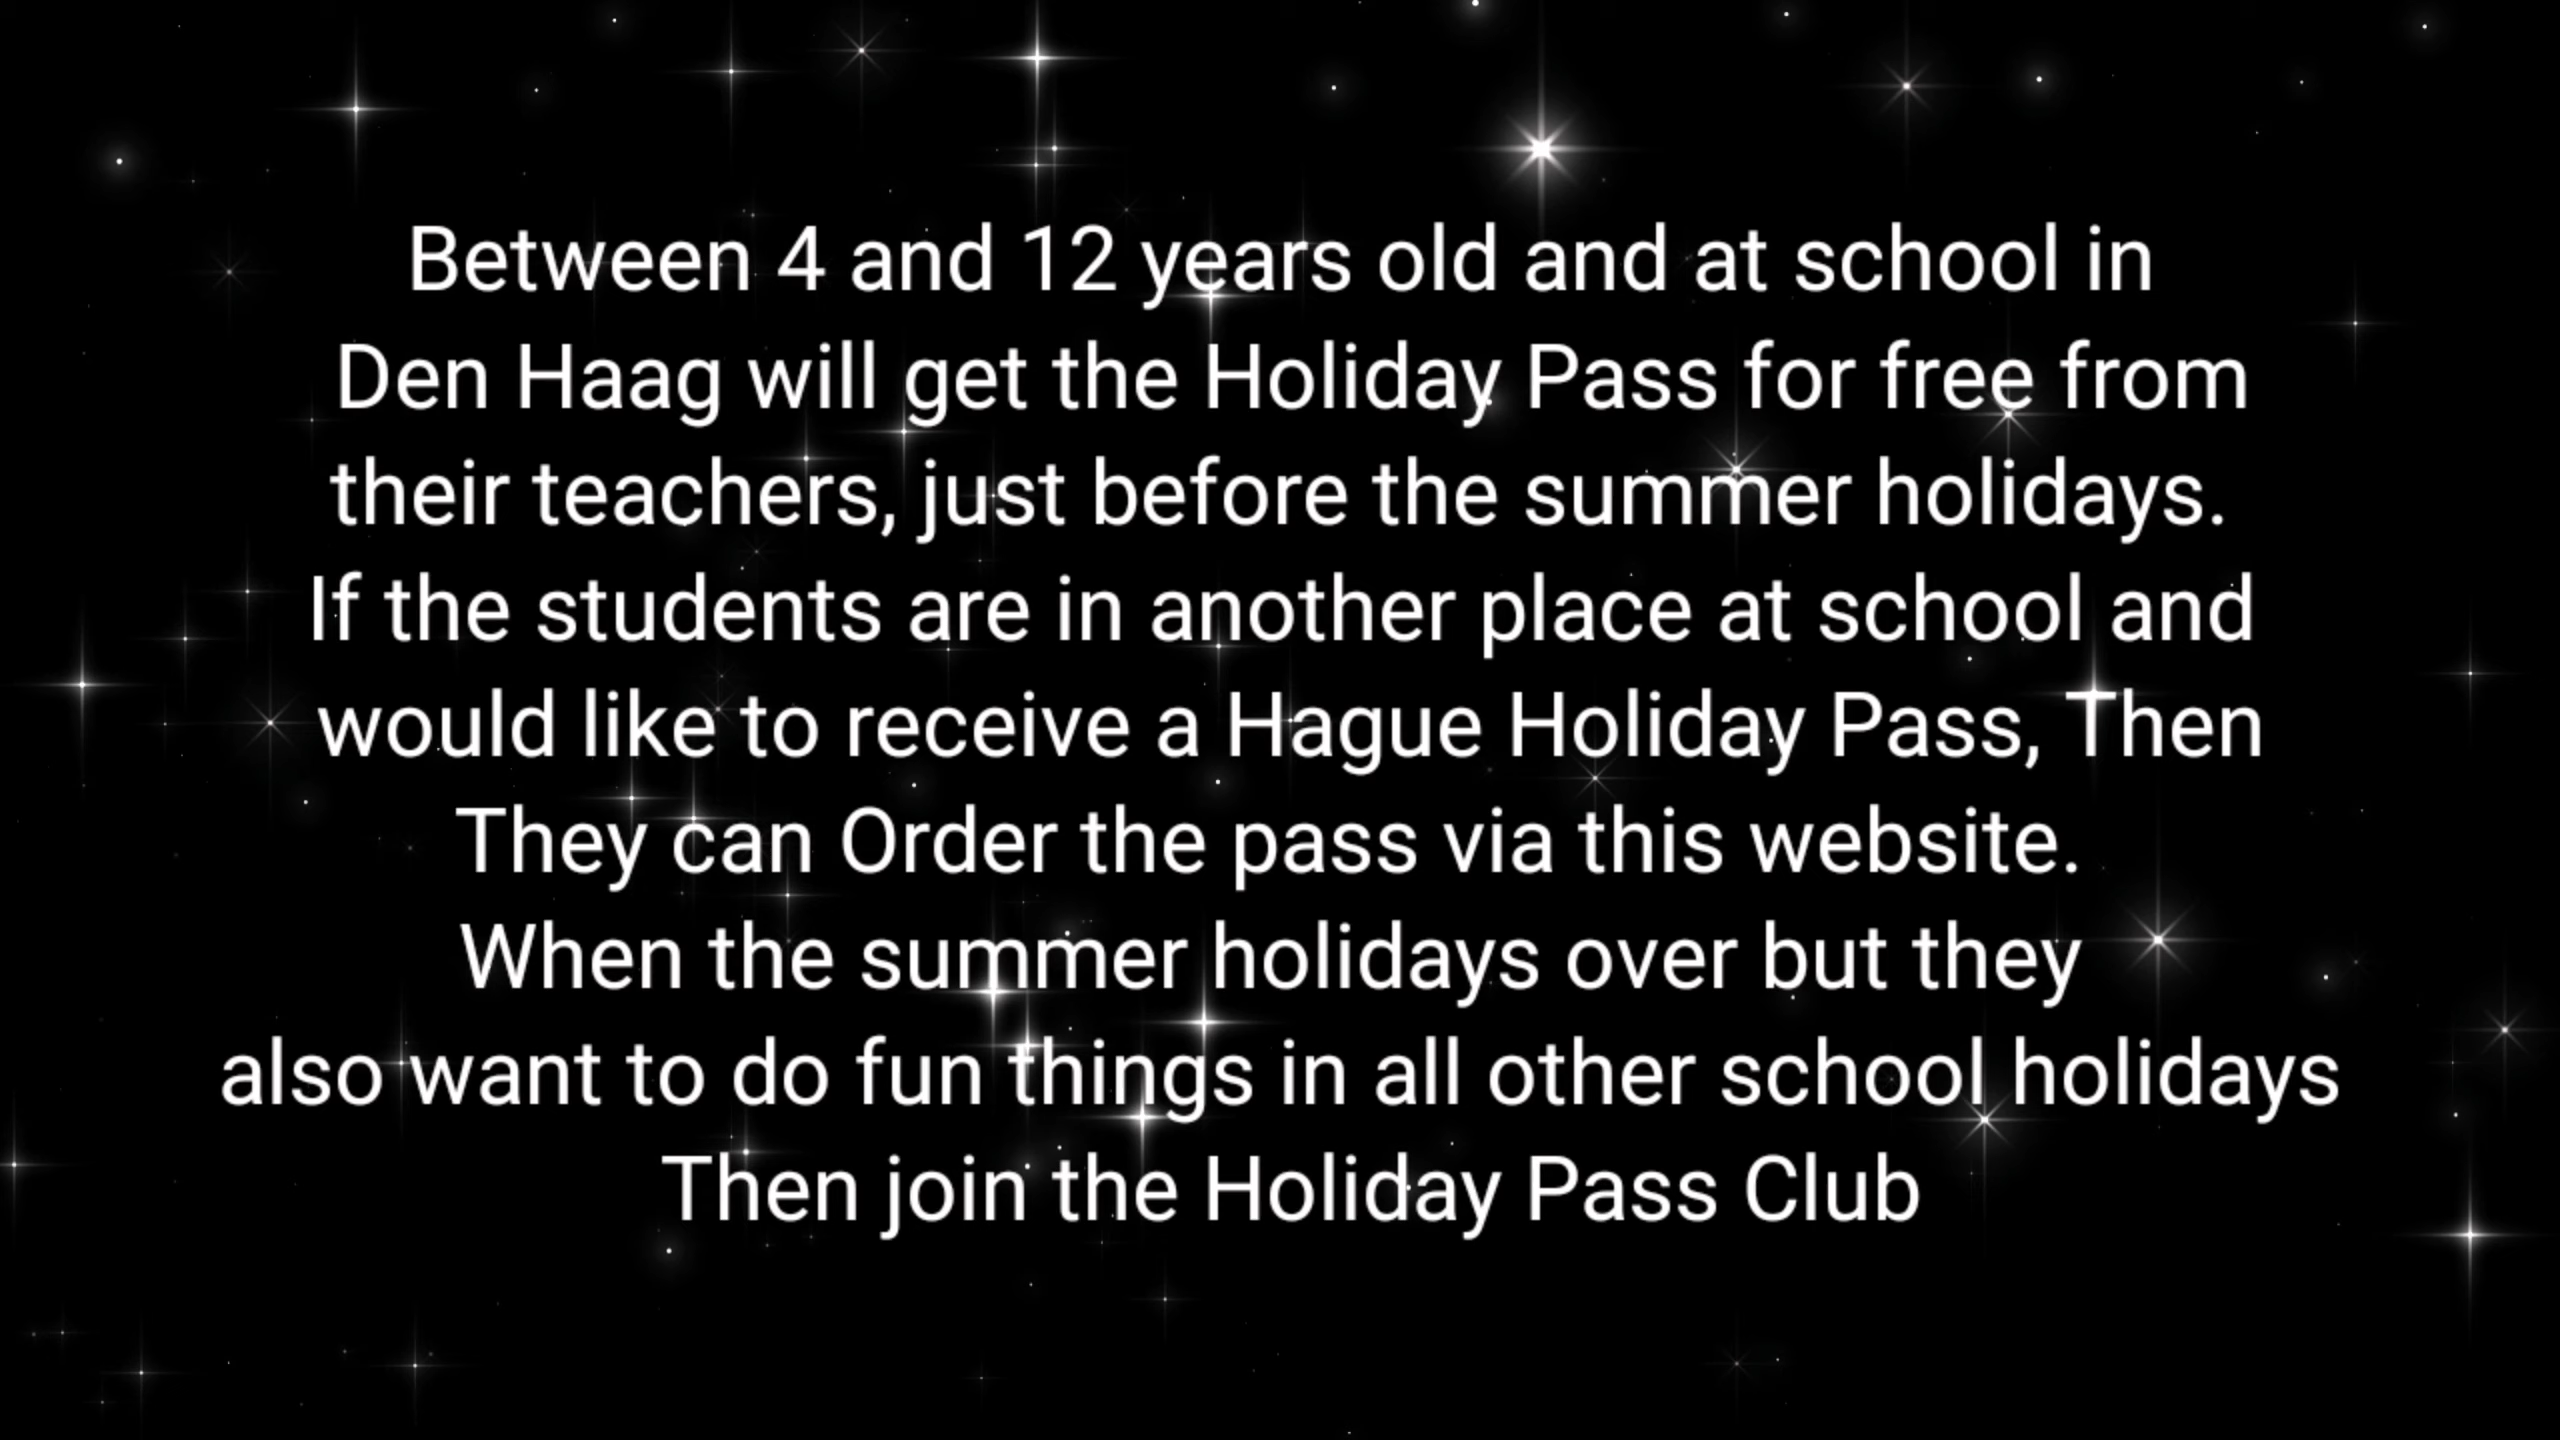 Between 4 and 12 years old and at school in
Den Haag will get the Holiday Pass for free from
their teachers, just before the summer holidays.
If the students are in another place at school and
would like to receive a Hague Holiday Pass, Then
They can Order the pass via this website.
When the summer holidays over but they
also want to do fun things in all other school holidays
Then join the Holiday Pass Club